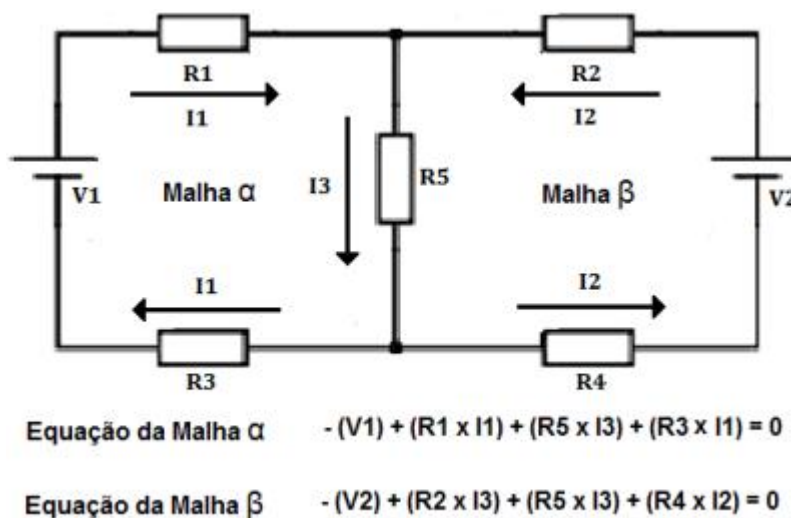 R1
I1
R2
I2
V1
Malha α
I3
R5
Malha β
V2
I1
I2
R3
R4
Equação da Malha α - (V1) + (R1 x I1) + (R5 x I3) + (R3 x I1) = 0
Equação da Malha β - (V2) + (R2 x I3) + (R5 x I3) + (R4 x I2) = 0